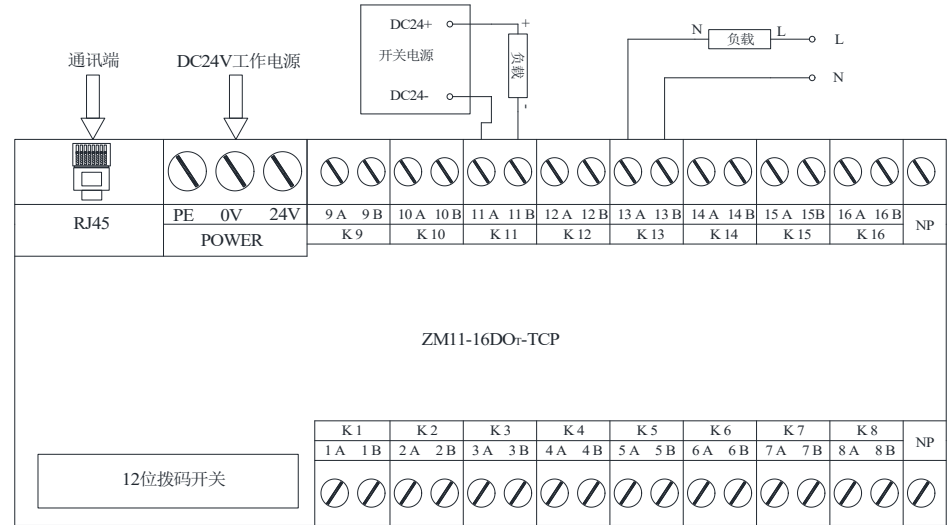 DC24+
开关电源
DC24-
+
负载
-
N
负载
L
L
N
通讯端
DC24V工作电源
RJ45
PE 0V 24V
POWER
9 A 9 B 10 A 10 B 11 A 11 B 12 A 12 B 13 A 13 B 14 A 14 B 15 A 15B 16 A 16 B
K 9 K 10 K 11 K 12 K 13 K 14 K 15 K 16
NP
ZM11-16DOT-TCP
K 1 K 2 K 3 K 4 K 5 K 6 K 7 K 8
1 A 1 B 2 A 2 B 3 A 3 B 4 A 4 B 5 A 5 B 6 A 6 B 7 A 7 B 8 A 8 B
NP
12位拨码开关